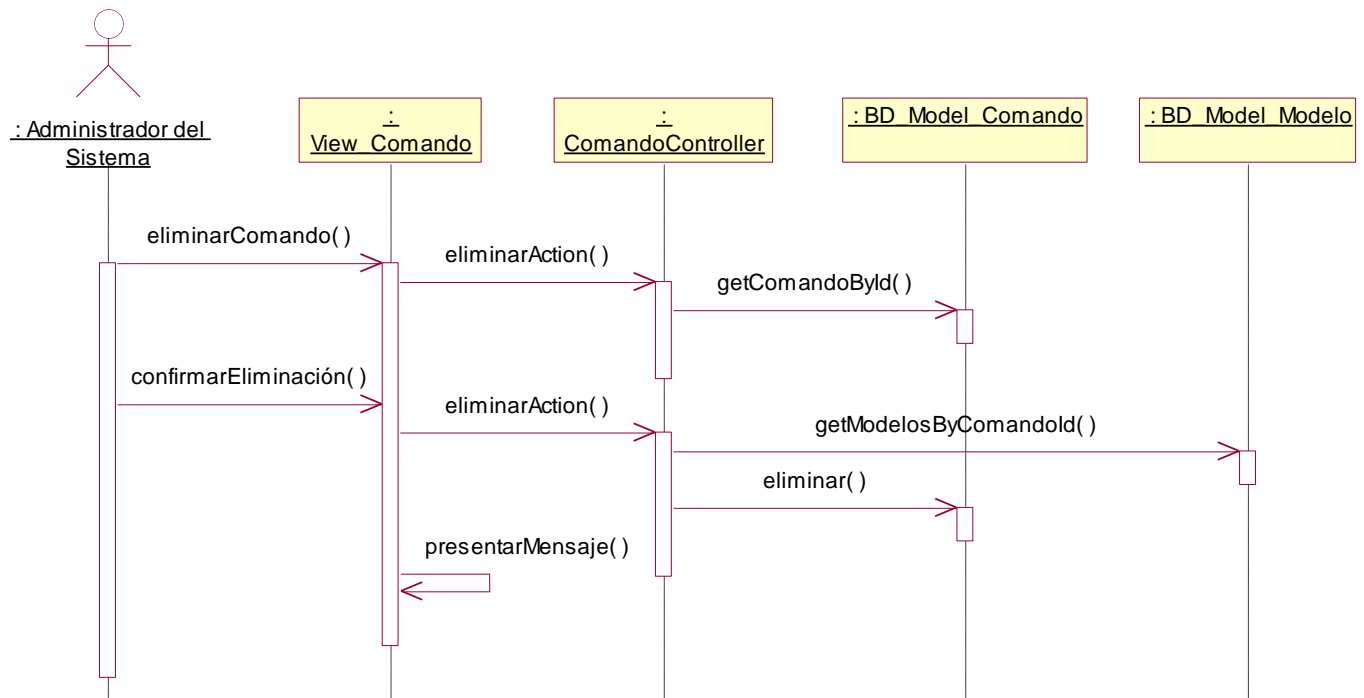 : Administrador del
Sistema
:
View_Comando
:
ComandoController
: BD_Model_Comando
: BD_Model_Modelo
eliminarComando( )
eliminarAction( )
getComandoById( )
confirmarEliminación( )
eliminarAction( )
getModelosByComandoId( )
eliminar( )
presentarMensaje( )